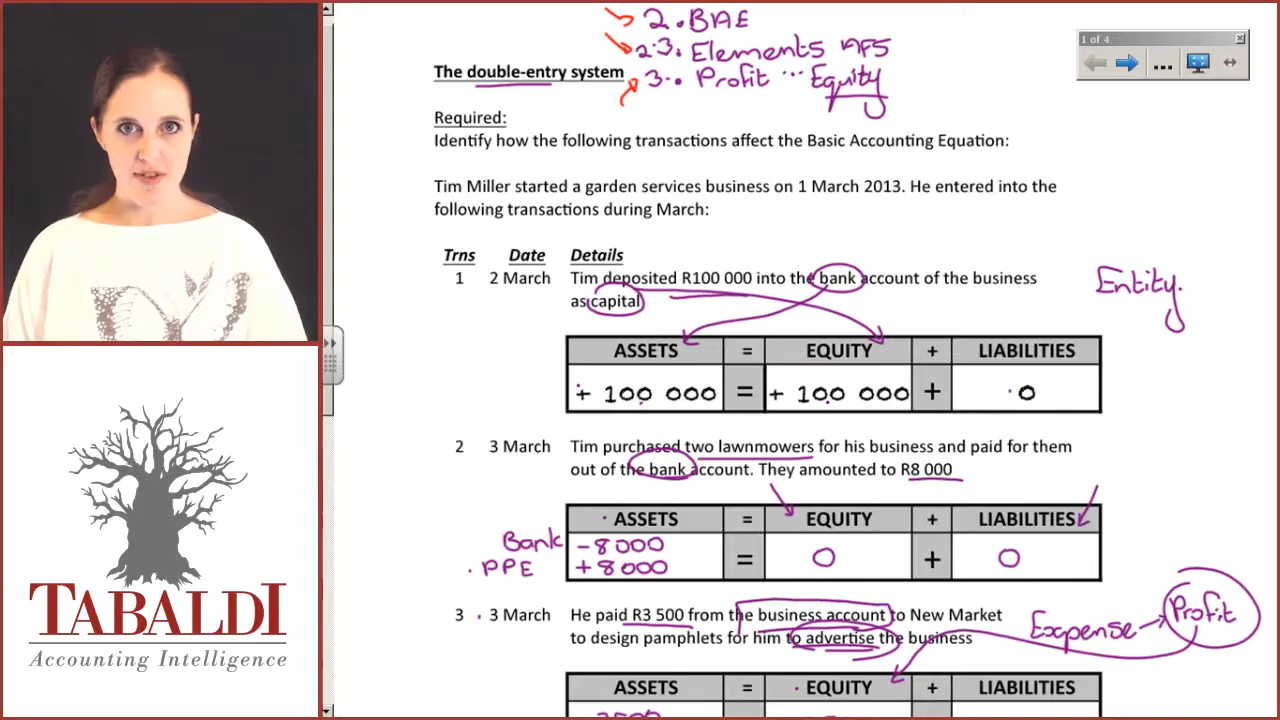 2. BAE
2.3. Elements AFS
3. Profit ... Equity
1 of 4
The double-entry system
Required:
Identify how the following transactions affect the Basic Accounting Equation:
Tim Miller started a garden services business on 1 March 2013. He entered into the
following transactions during March:
Trns Date Details
1 2 March Tim deposited R100 000 into the bank account of the business
as capital
Entity.
ASSETS = EQUITY + LIABILITIES
+ 100 000 = + 100 000 + 0
2 3 March Tim purchased two lawnmowers for his business and paid for them
out of the bank account. They amounted to R8 000
ASSETS = EQUITY + LIABILITIES
Bank - 8000
PPE + 8000 = 0 + 0
3 3 March He paid R3 500 from the business account to New Market
to design pamphlets for him to advertise the business
Expense → Profit
ASSETS = EQUITY + LIABILITIES
TABALDI
Accounting Intelligence